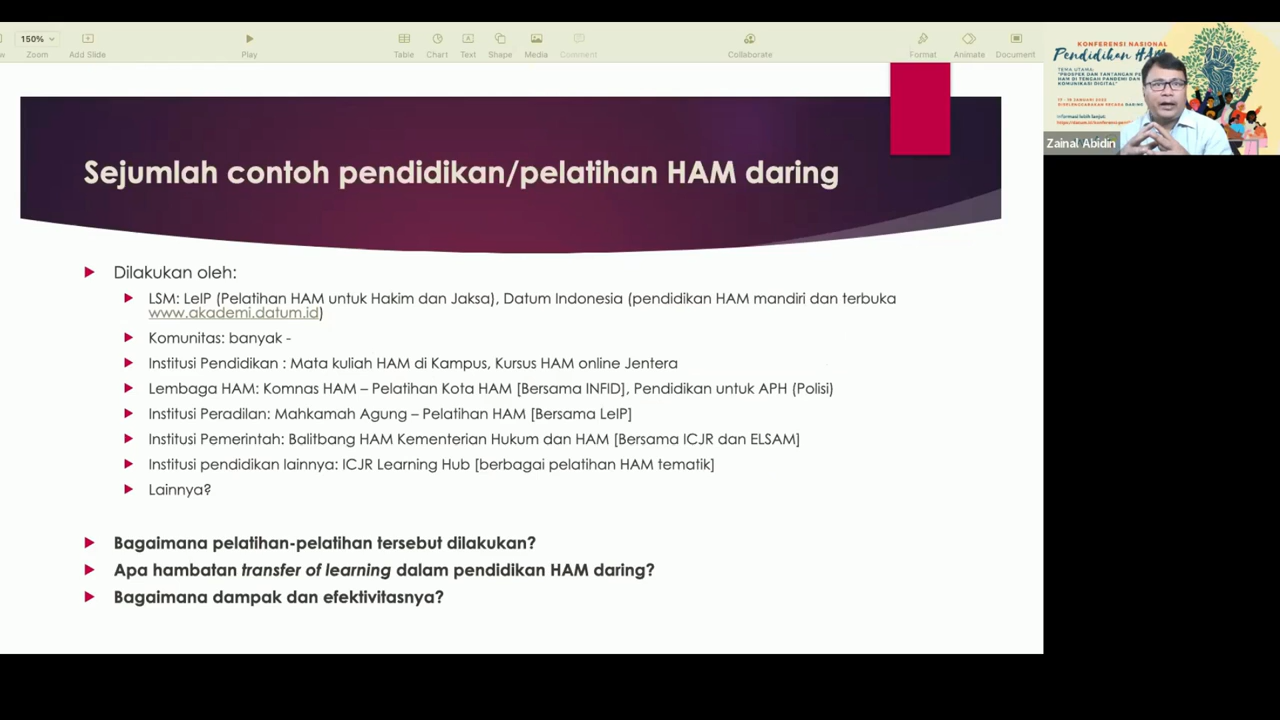 150%
Zoom
Add Slide
Play
Table
Chart
Text
Shape
Media
Comment
Collaborate
Format
Animate
Document
KONFERENSI NASIONAL
Pendidikan HAM
TEMA UTAMA:
KOMUNIKASI DIGITAL"
Zainal Abidin
Sejumlah contoh pendidikan/pelatihan HAM daring
Dilakukan oleh:
LSM: LeIP (Pelatihan HAM untuk Hakim dan Jaksa), Datum Indonesia (pendidikan HAM mandiri dan terbuka
www.akademi.datum.id)
Komunitas: banyak -
Institusi Pendidikan : Mata kuliah HAM di Kampus, Kursus HAM online Jentera
Lembaga HAM: Komnas HAM – Pelatihan Kota HAM [Bersama INFID], Pendidikan untuk APH (Polisi)
Institusi Peradilan: Mahkamah Agung – Pelatihan HAM [Bersama LeIP]
Institusi Pemerintah: Balitbang HAM Kementerian Hukum dan HAM [Bersama ICJR dan ELSAM]
Institusi pendidikan lainnya: ICJR Learning Hub [berbagai pelatihan HAM tematik]
Lainnya?
Bagaimana pelatihan-pelatihan tersebut dilakukan?
Apa hambatan transfer of learning dalam pendidikan HAM daring?
Bagaimana dampak dan efektivitasnya?